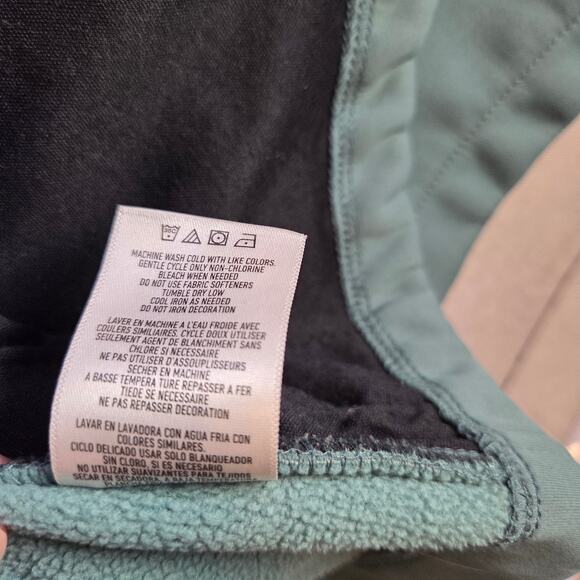 MACHINE WASH COLD WITH LIKE COLORS.
GENTLE CYCLE ONLY NON-CHLORINE
BLEACH WHEN NEEDED
DO NOT USE FABRIC SOFTENERS
TUMBLE DRY LOW
COOL IRON AS NEEDED
DO NOT IRON DECORATION
LAVER EN MACHINE A L'EAU FROIDE AVEC
COULERS SIMILAIRES. CYCLE DOUX UTILISER
SEULEMENT AGENT DE BLANCHIMENT SANS
CHLORE SI NECESSAIRE
NE PAS UTILISER D'ASSOUPLISSEURS
SECHER EN MACHINE
A BASSE TEMPERA TURE REPASSER A FER
TIEDE SE NECESSAIRE
NE PAS REPASSER DECORATION
LAVAR EN LAVADORA CON AGUA FRIA CON
COLORES SIMILARES.
CICLO DELICADO USAR SOLO BLANQUEADOR
SIN CLORO, SI ES NECESARIO
NO UTILIZAR SUAVIZANTES PARA TEJIDOS
SECAR EN SECADORA, A